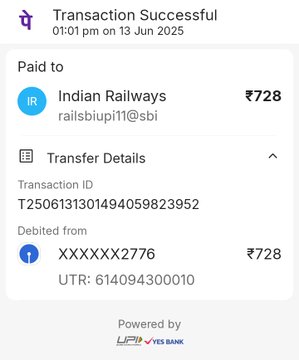 पे
Transaction Successful
01:01 pm on 13 Jun 2025
Paid to
IR
Indian Railways
₹728
railsbiupi11@sbi
Transfer Details
Transaction ID
T2506131301494059823952
Debited from
XXXXXX2776
₹728
UTR: 614094300010
Powered by
UPI YES BANK